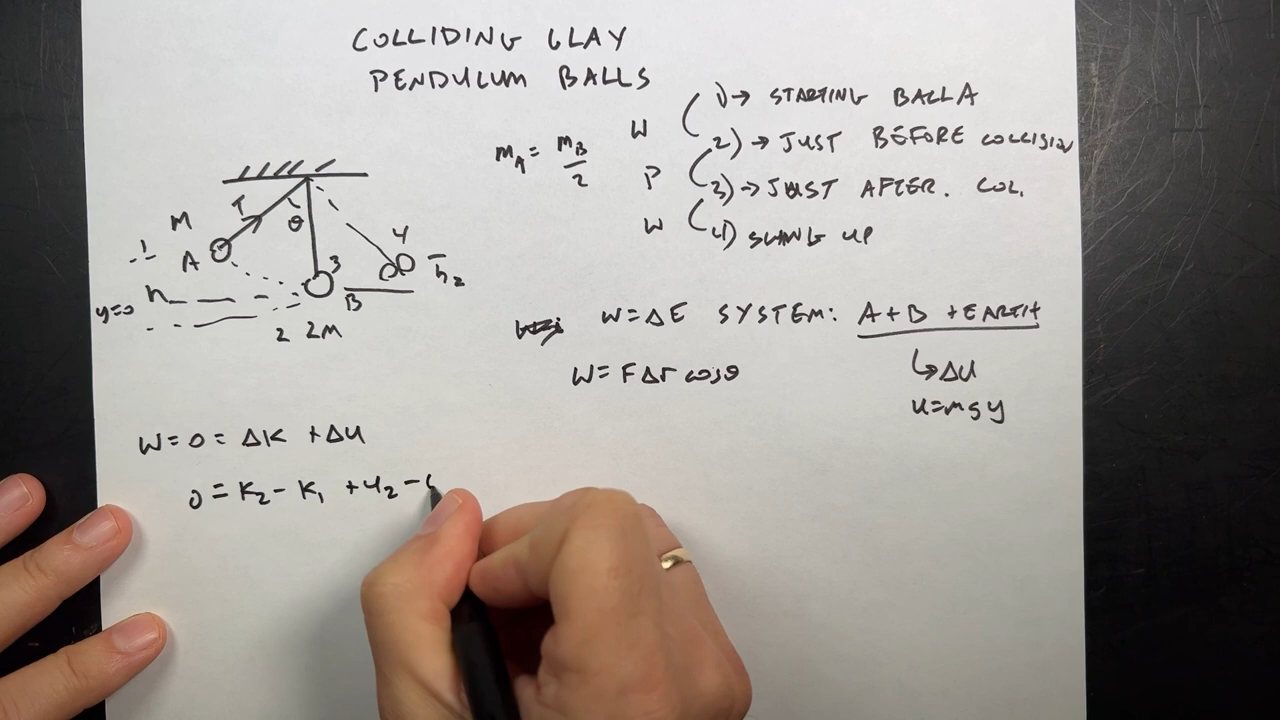 COLLIDING CLAY
PENDULUM BALLS
1) → STARTING BALL A
W
2) → JUST BEFORE COLLISION
mA = mB/2
P
3) → JUST AFTER. COL.
W
4) SWING UP
T
θ
M
1
A
h
y=0
2 2M
3
B
4
h2
W = ΔE SYSTEM: A + B + EARTH
W = FΔr cosθ
↳ ΔU
U = mgy
W = 0 = ΔK + ΔU
0 = K2 - K1 + U2 -